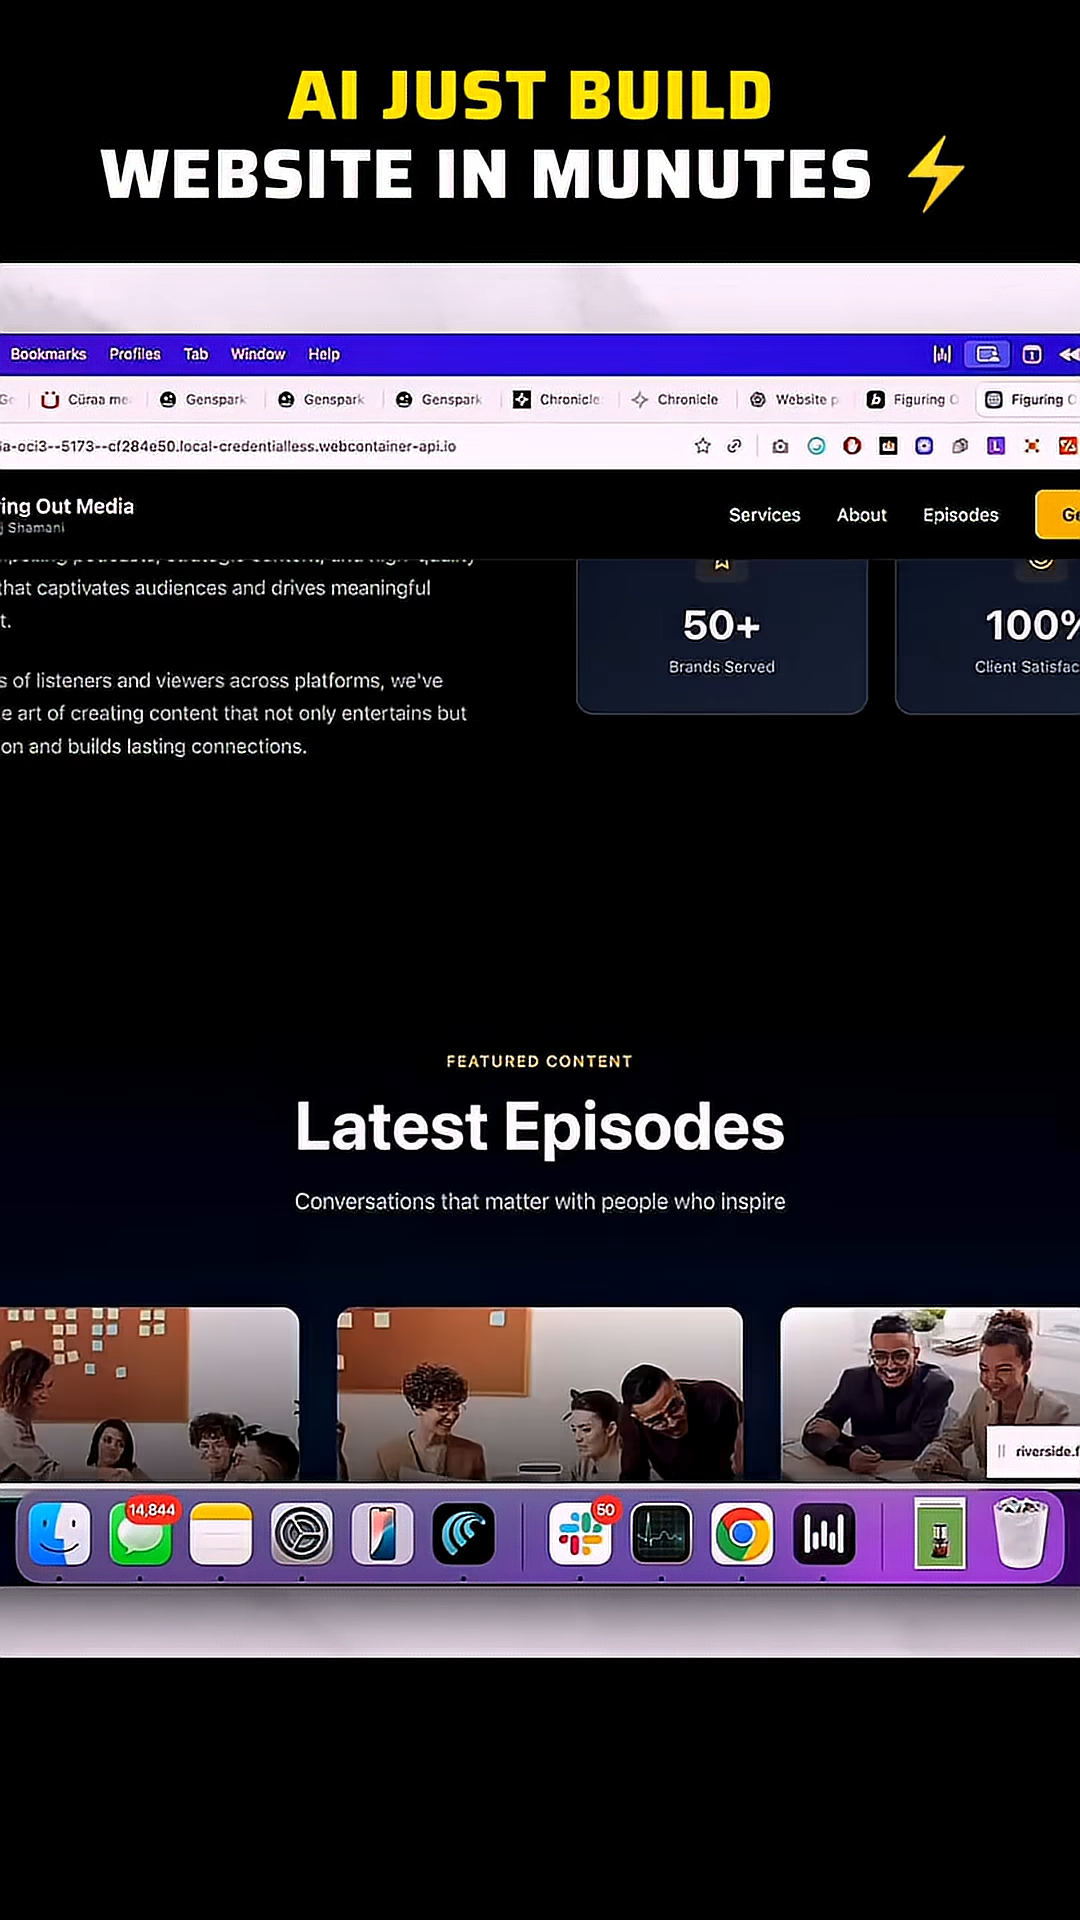 AI JUST BUILD
WEBSITE IN MUNUTES
Bookmarks Profiles Tab Window Help
Cüraa me Genspark Genspark Genspark Chronicle Chronicle Website p Figuring O Figuring O
a-oci3--5173--cf284e50.local-credentialless.webcontainer-api.io
ing Out Media
Shamani
Services About Episodes Ge
that captivates audiences and drives meaningful
t.
s of listeners and viewers across platforms, we've
e art of creating content that not only entertains but
on and builds lasting connections.
50+
Brands Served
100%
Client Satisfac
FEATURED CONTENT
Latest Episodes
Conversations that matter with people who inspire
riverside.f
14,844
50